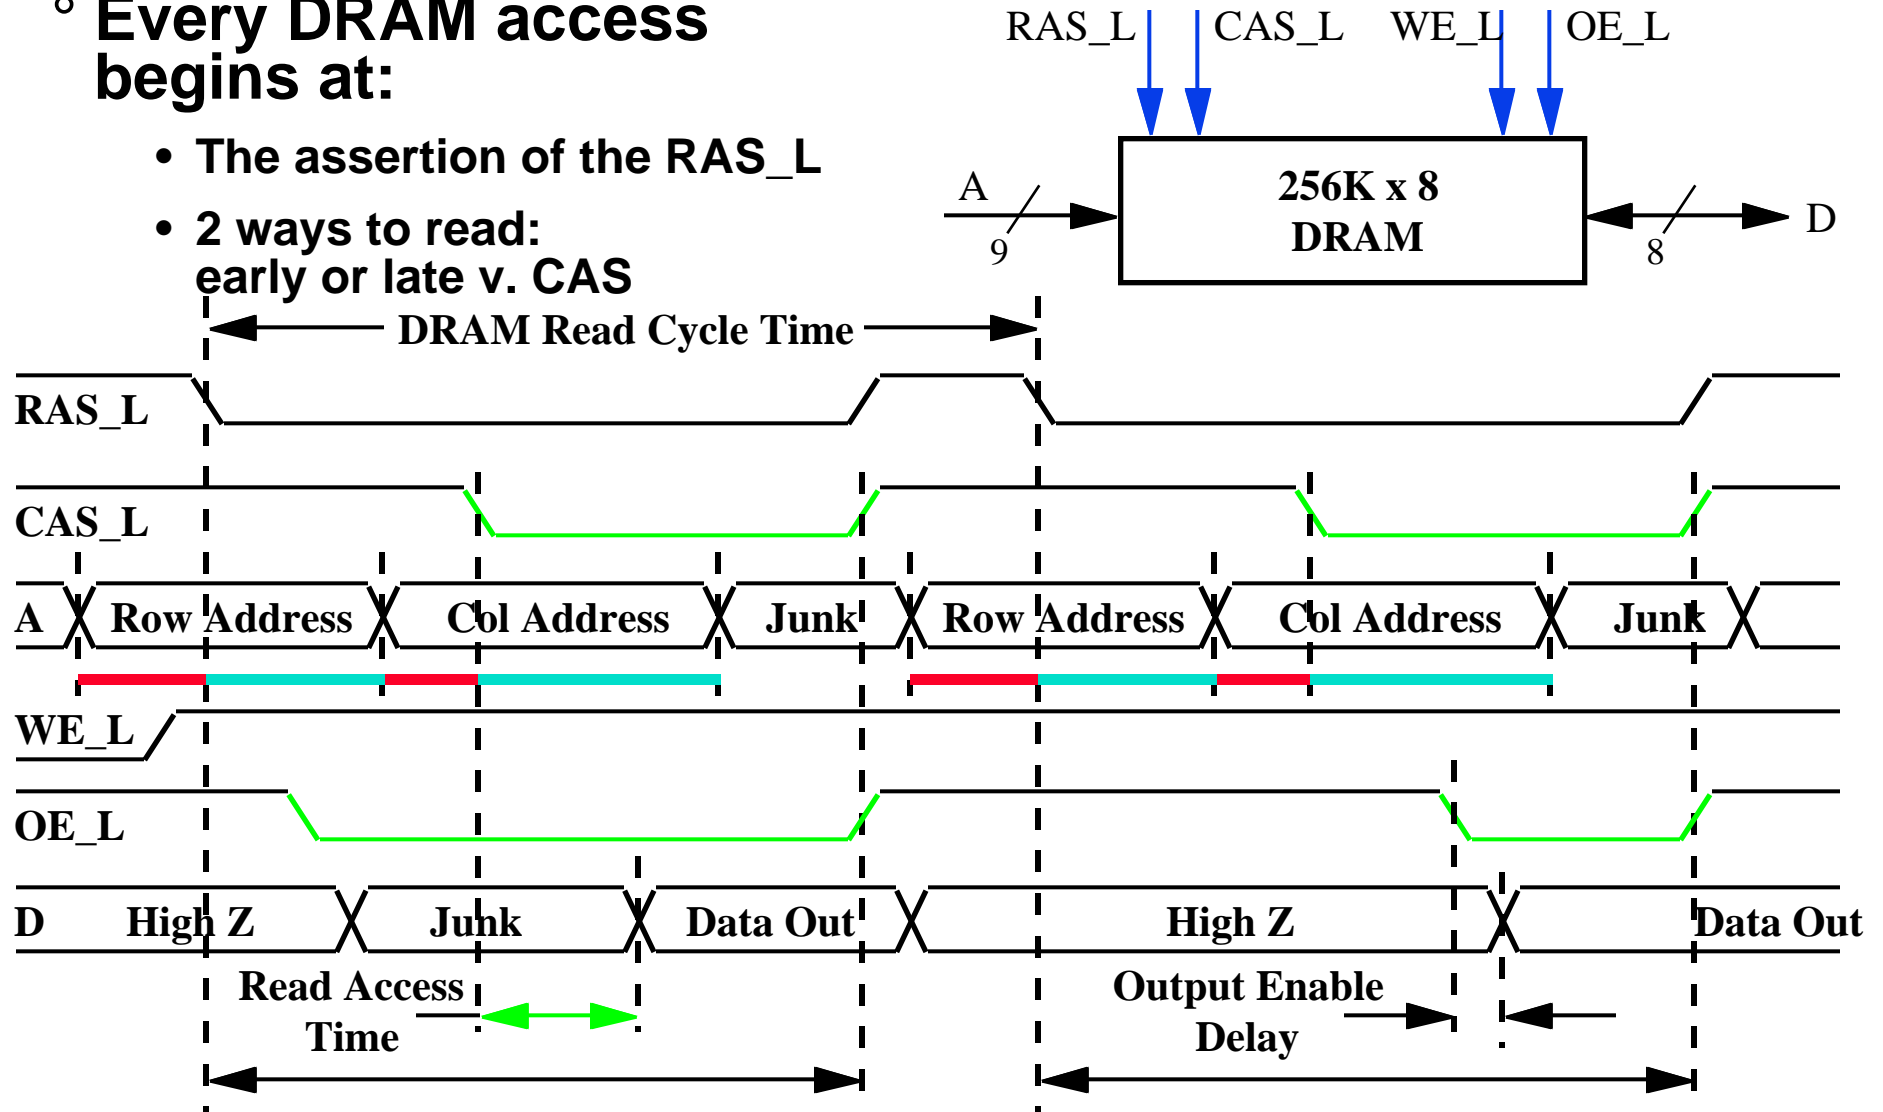 ° Every DRAM access
begins at:
• The assertion of the RAS_L
• 2 ways to read:
early or late v. CAS
RAS_L CAS_L WE_L OE_L
A
9
256K x 8
DRAM
8
D
DRAM Read Cycle Time
RAS_L
CAS_L
A Row Address Col Address Junk Row Address Col Address Junk
WE_L
OE_L
D High Z Junk Data Out High Z Data Out
Read Access
Time
Output Enable
Delay